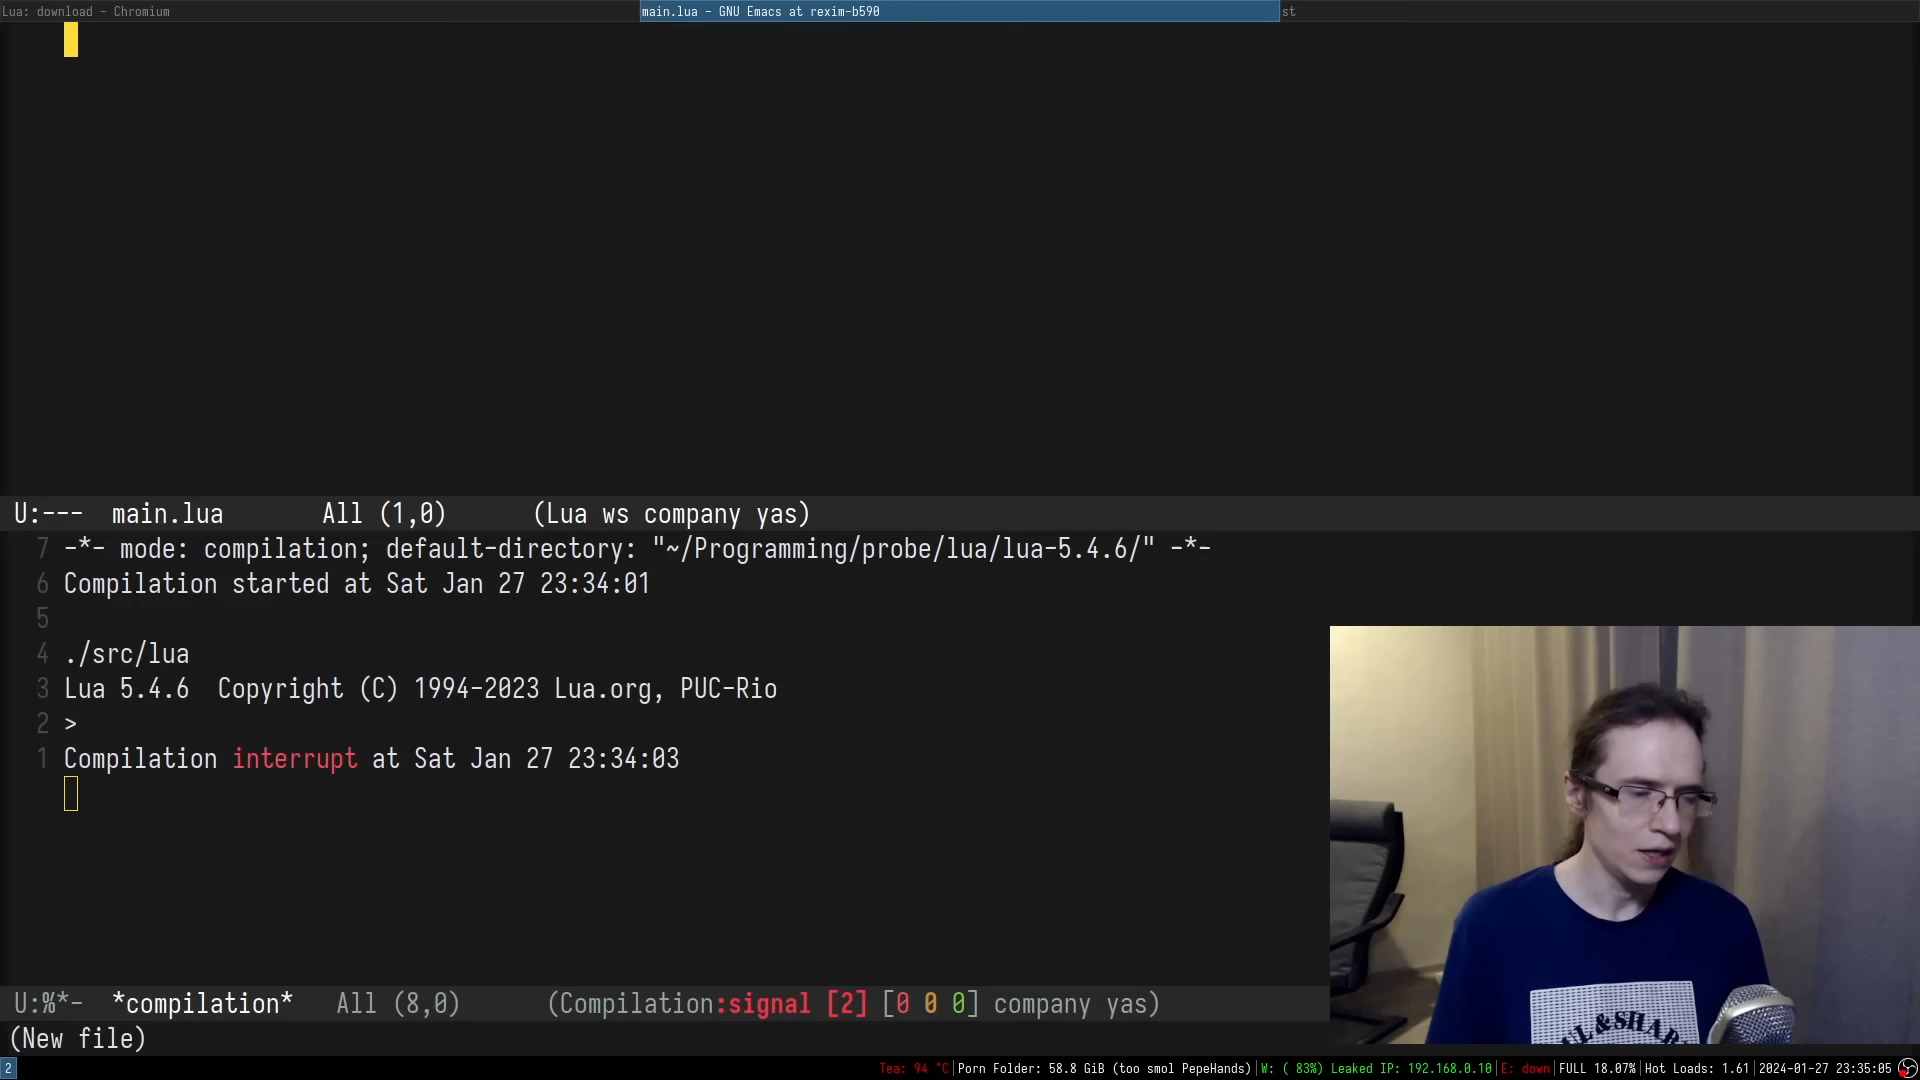 Lua: download - Chromium
main.lua - GNU Emacs at rexim-b590
st
U:--- main.lua All (1,0) (Lua ws company yas)
7 -*- mode: compilation; default-directory: "~/Programming/probe/lua/lua-5.4.6/" -*-
6 Compilation started at Sat Jan 27 23:34:01
5
4 ./src/lua
3 Lua 5.4.6 Copyright (C) 1994-2023 Lua.org, PUC-Rio
2 >
1 Compilation interrupt at Sat Jan 27 23:34:03
U:%*- *compilation* All (8,0) (Compilation:signal [2] [0 0 0] company yas)
(New file)
2
Tea: 94 °C|Porn Folder: 58.8 GiB (too smol PepeHands)|W: ( 83%) Leaked IP: 192.168.0.10|E: down|FULL 18.07%|Hot Loads: 1.61|2024-01-27 23:35:05